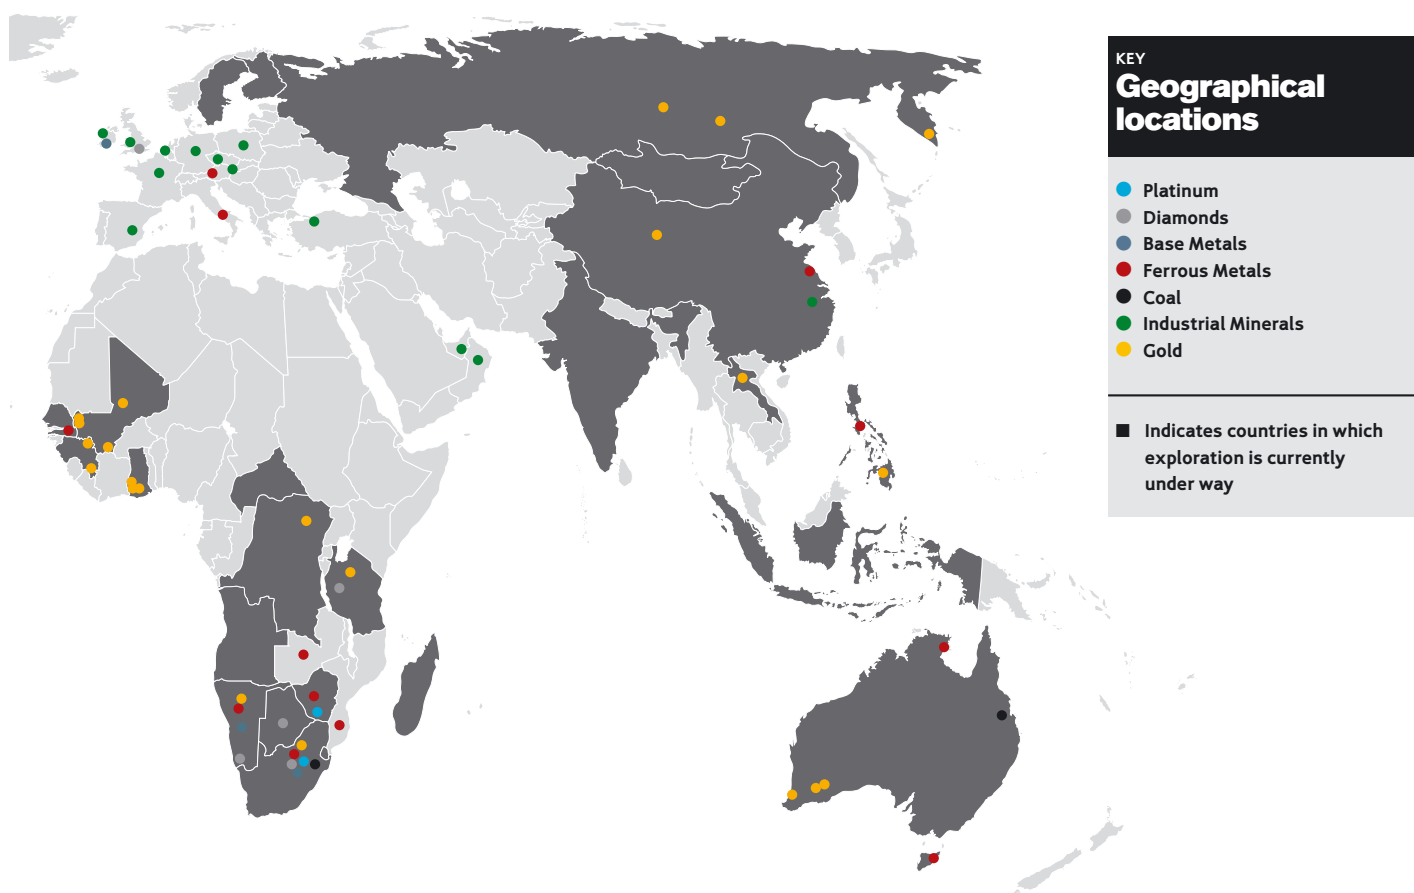 KEY
Geographical
locations
Platinum
Diamonds
Base Metals
Ferrous Metals
Coal
Industrial Minerals
Gold
Indicates countries in which
exploration is currently
under way